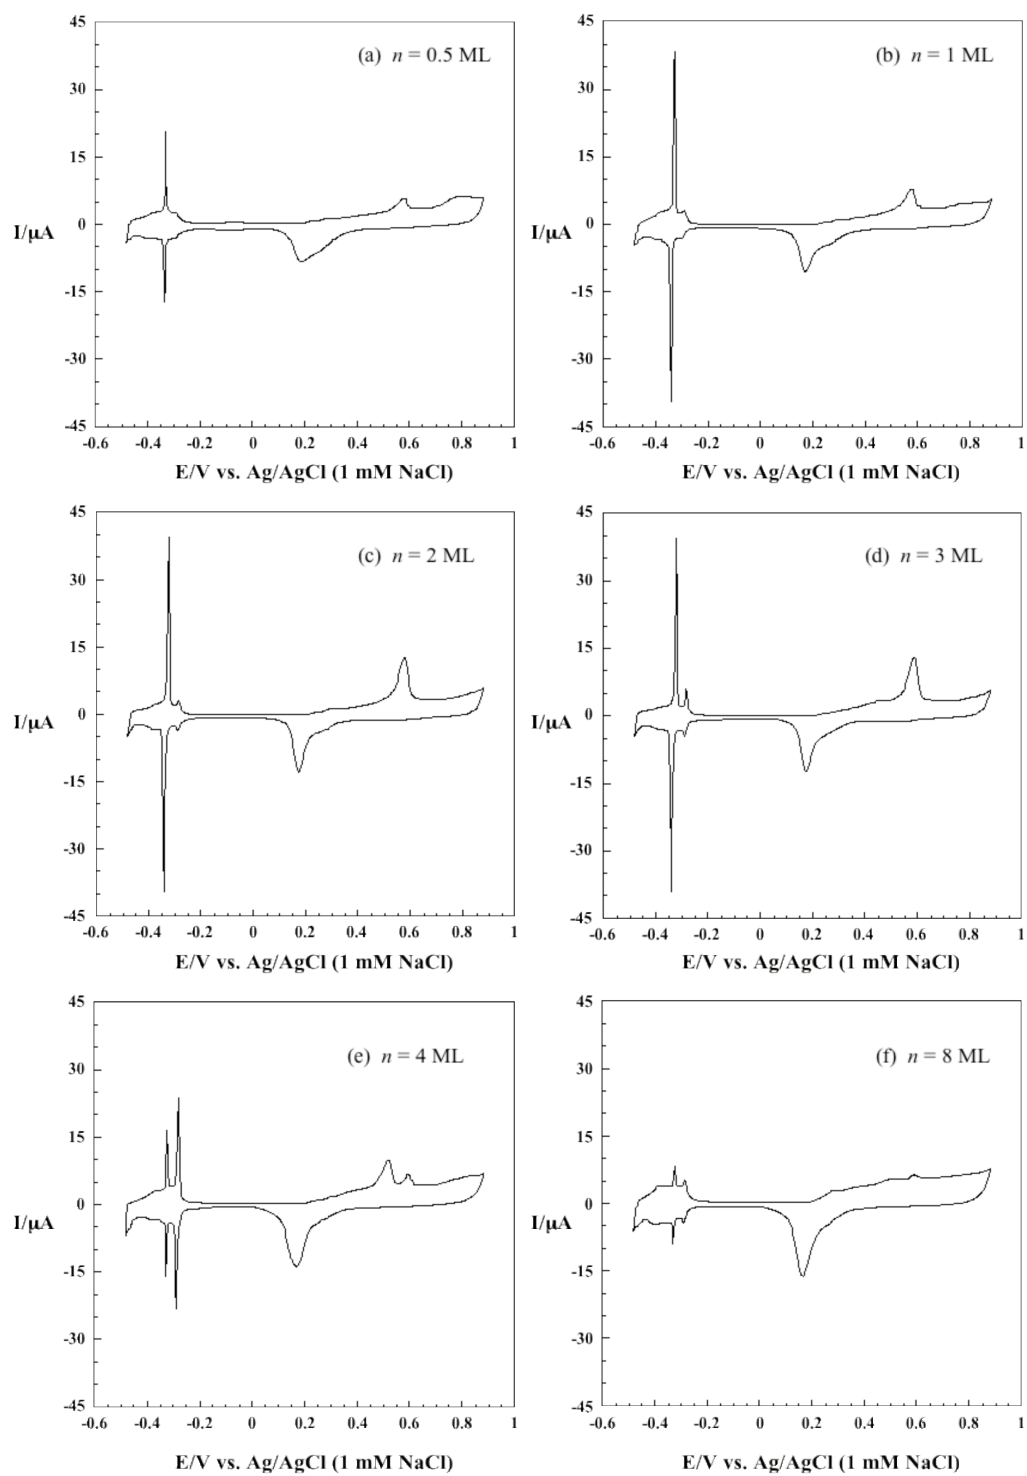 45
30
15
0
-15
-30
-45
I/µA
(a) n = 0.5 ML
-0.6 -0.4 -0.2 0 0.2 0.4 0.6 0.8 1
E/V vs. Ag/AgCl (1 mM NaCl)
45
30
15
0
-15
-30
-45
I/µA
(b) n = 1 ML
-0.6 -0.4 -0.2 0 0.2 0.4 0.6 0.8 1
E/V vs. Ag/AgCl (1 mM NaCl)
45
30
15
0
-15
-30
-45
I/µA
(c) n = 2 ML
-0.6 -0.4 -0.2 0 0.2 0.4 0.6 0.8 1
E/V vs. Ag/AgCl (1 mM NaCl)
45
30
15
0
-15
-30
-45
I/µA
(d) n = 3 ML
-0.6 -0.4 -0.2 0 0.2 0.4 0.6 0.8 1
E/V vs. Ag/AgCl (1 mM NaCl)
45
30
15
0
-15
-30
-45
I/µA
(e) n = 4 ML
-0.6 -0.4 -0.2 0 0.2 0.4 0.6 0.8 1
E/V vs. Ag/AgCl (1 mM NaCl)
45
30
15
0
-15
-30
-45
I/µA
(f) n = 8 ML
-0.6 -0.4 -0.2 0 0.2 0.4 0.6 0.8 1
E/V vs. Ag/AgCl (1 mM NaCl)